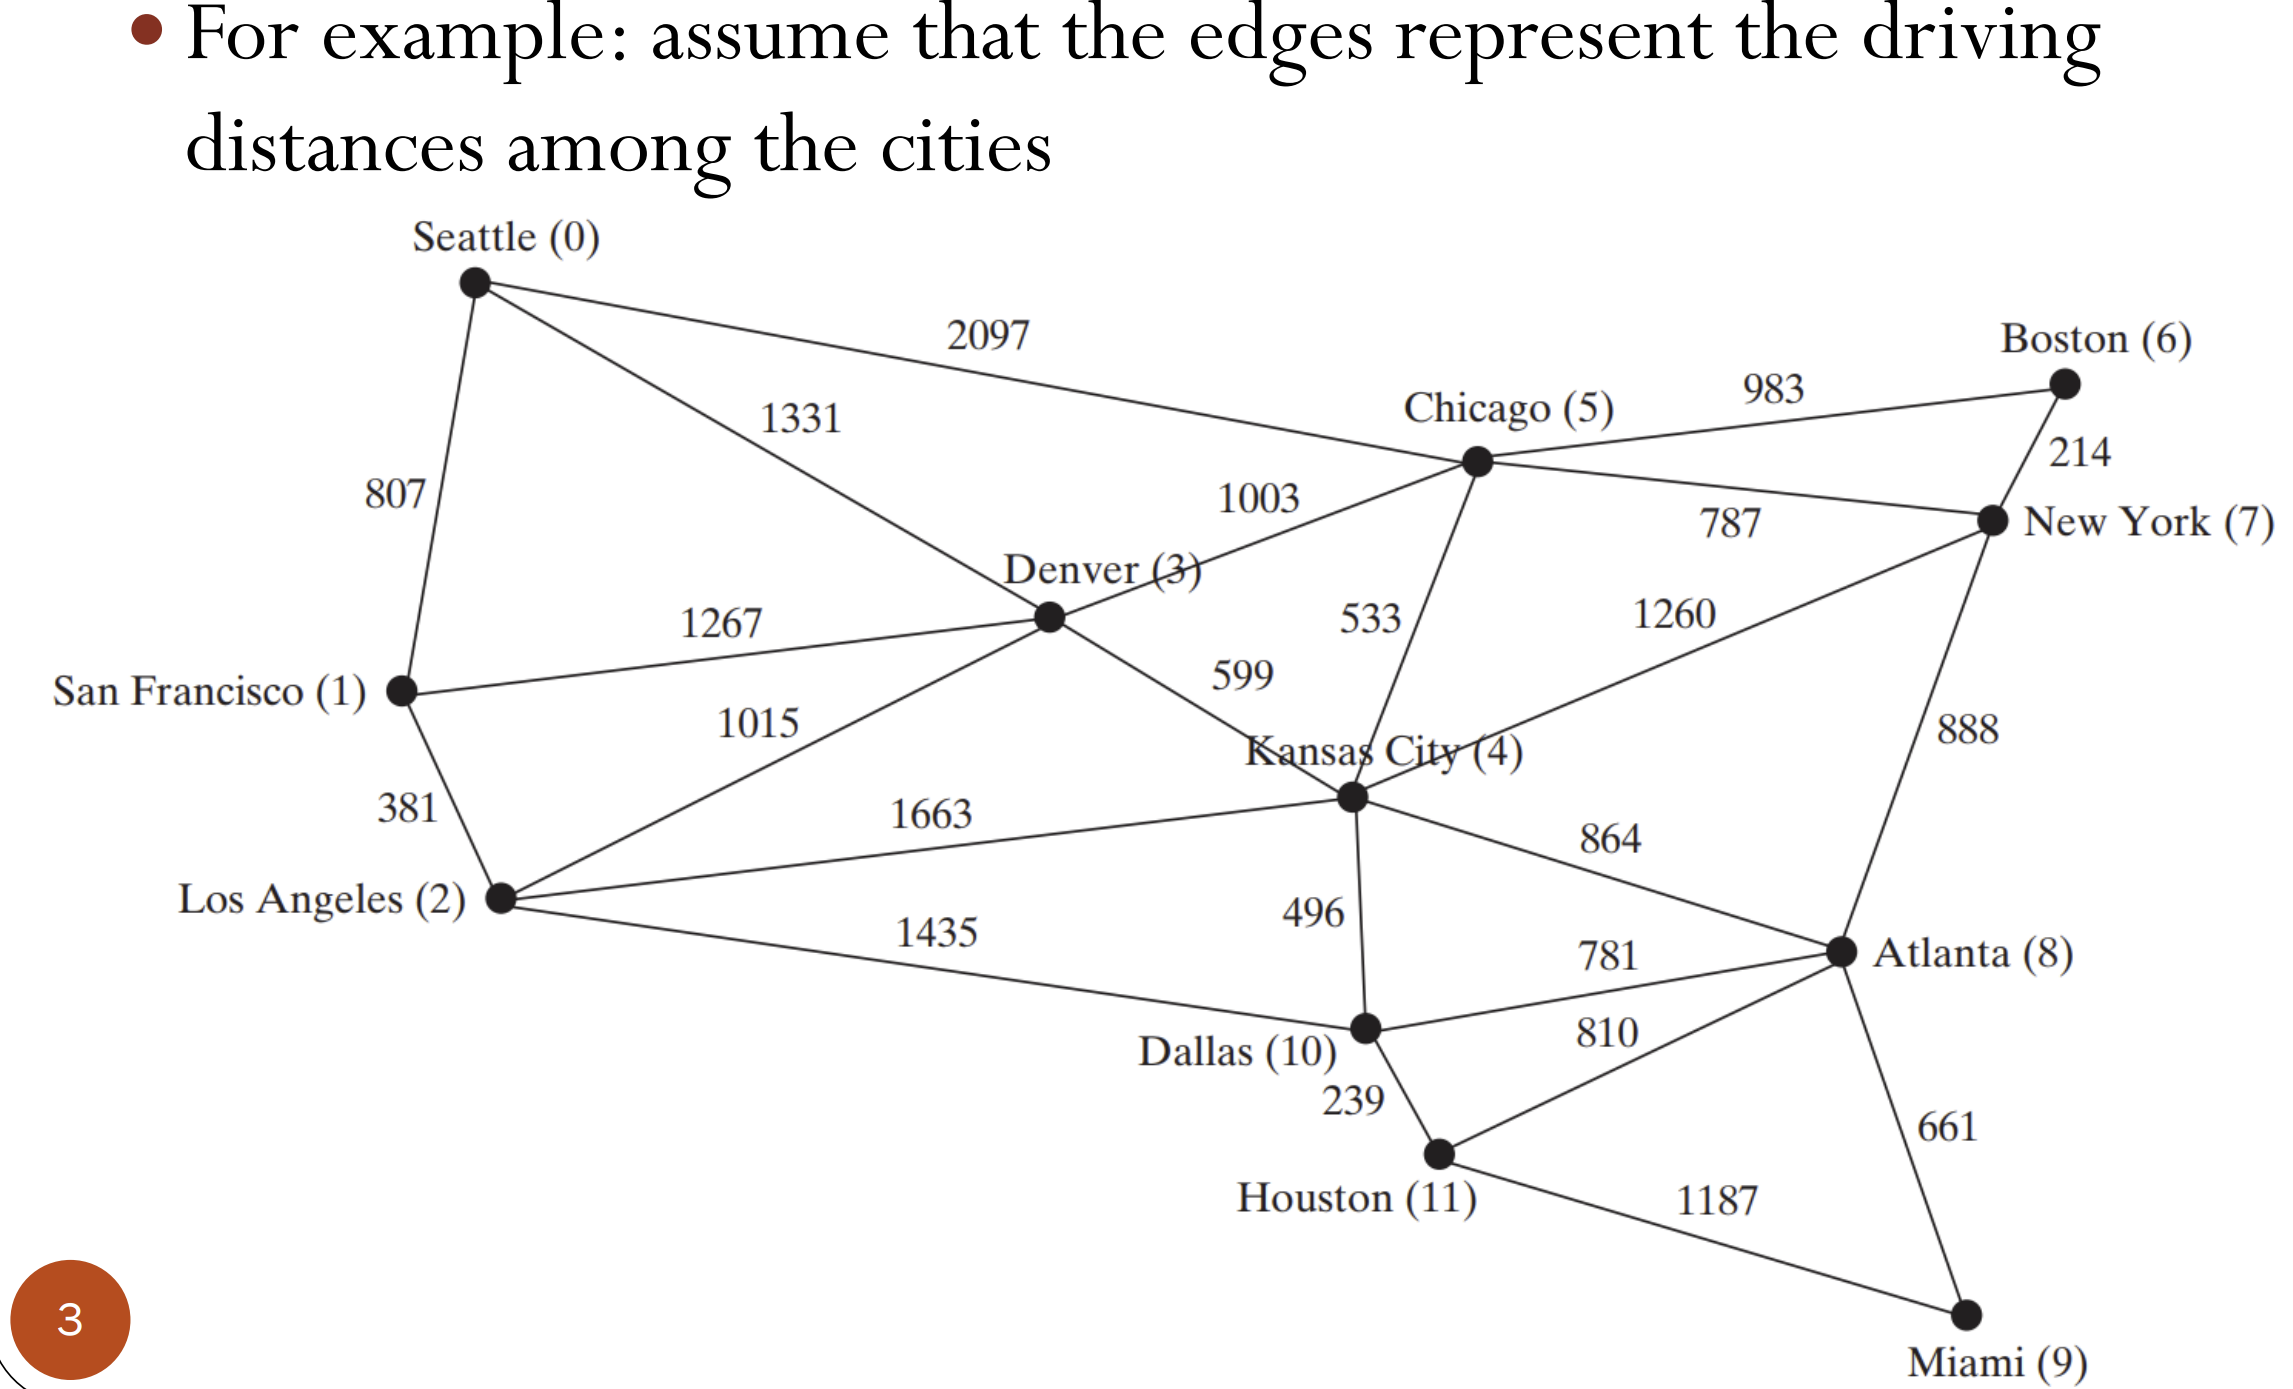 • For example: assume that the edges represent the driving
distances among the cities
Seattle (0)
2097
Boston (6)
983
Chicago (5)
1331
214
807
1003
787
New York (7)
Denver (3)
1267
533
1260
599
San Francisco (1)
1015
888
Kansas City (4)
381
1663
864
Los Angeles (2)
496
1435
781
Atlanta (8)
810
Dallas (10)
239
661
Houston (11)
1187
3
Miami (9)